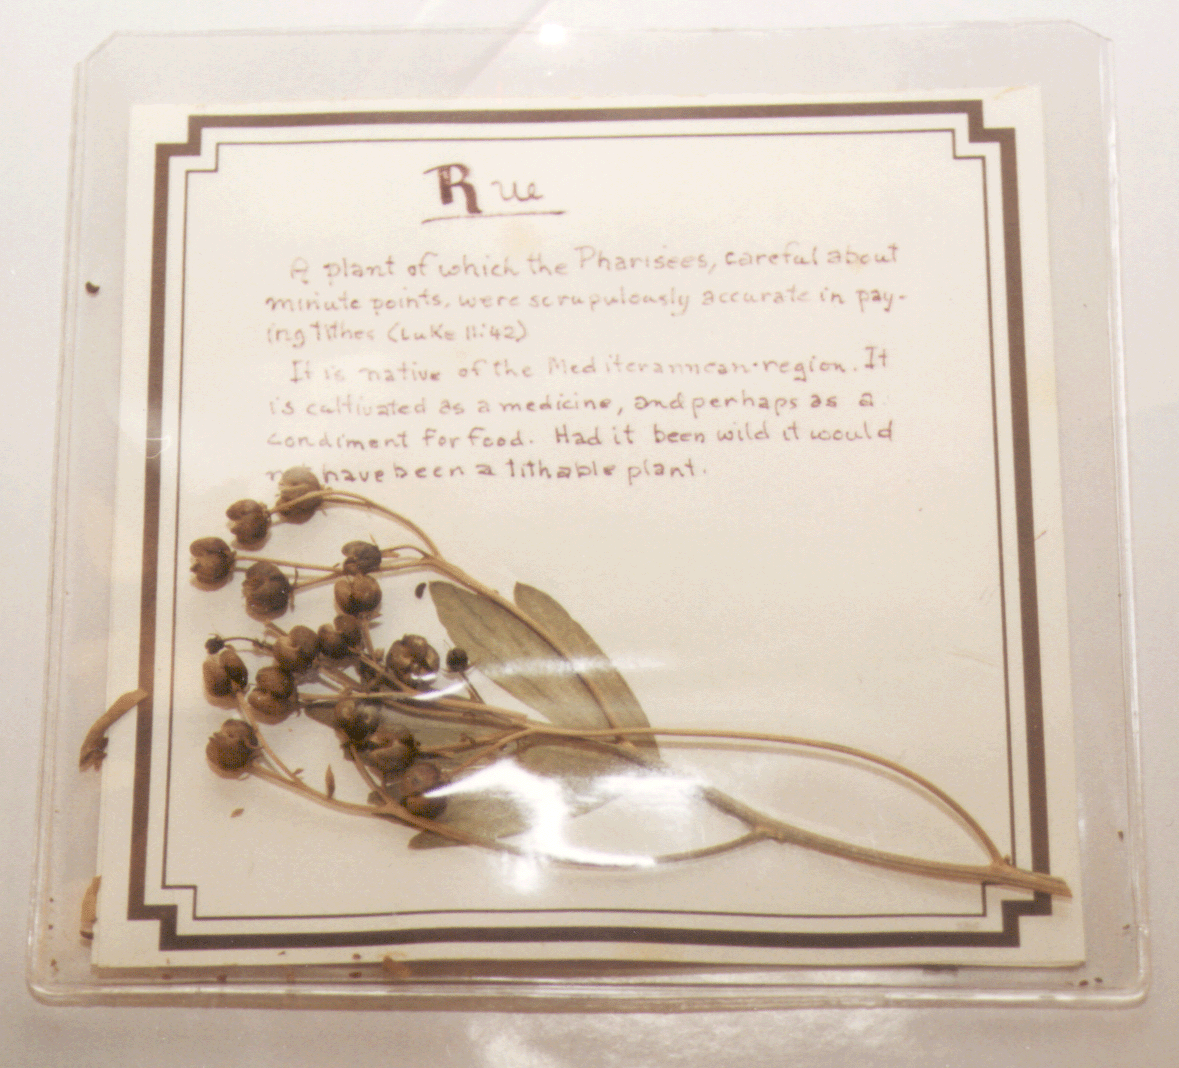 Rue
A plant of which the Pharisees, careful about
minute points, were scrupulously accurate in pay-
ing tithes (Luke 11:42)
It is native of the Mediterannean region. It
is cultivated as a medicine, and perhaps as a
condiment for food. Had it been wild it would
have been a tithable plant.